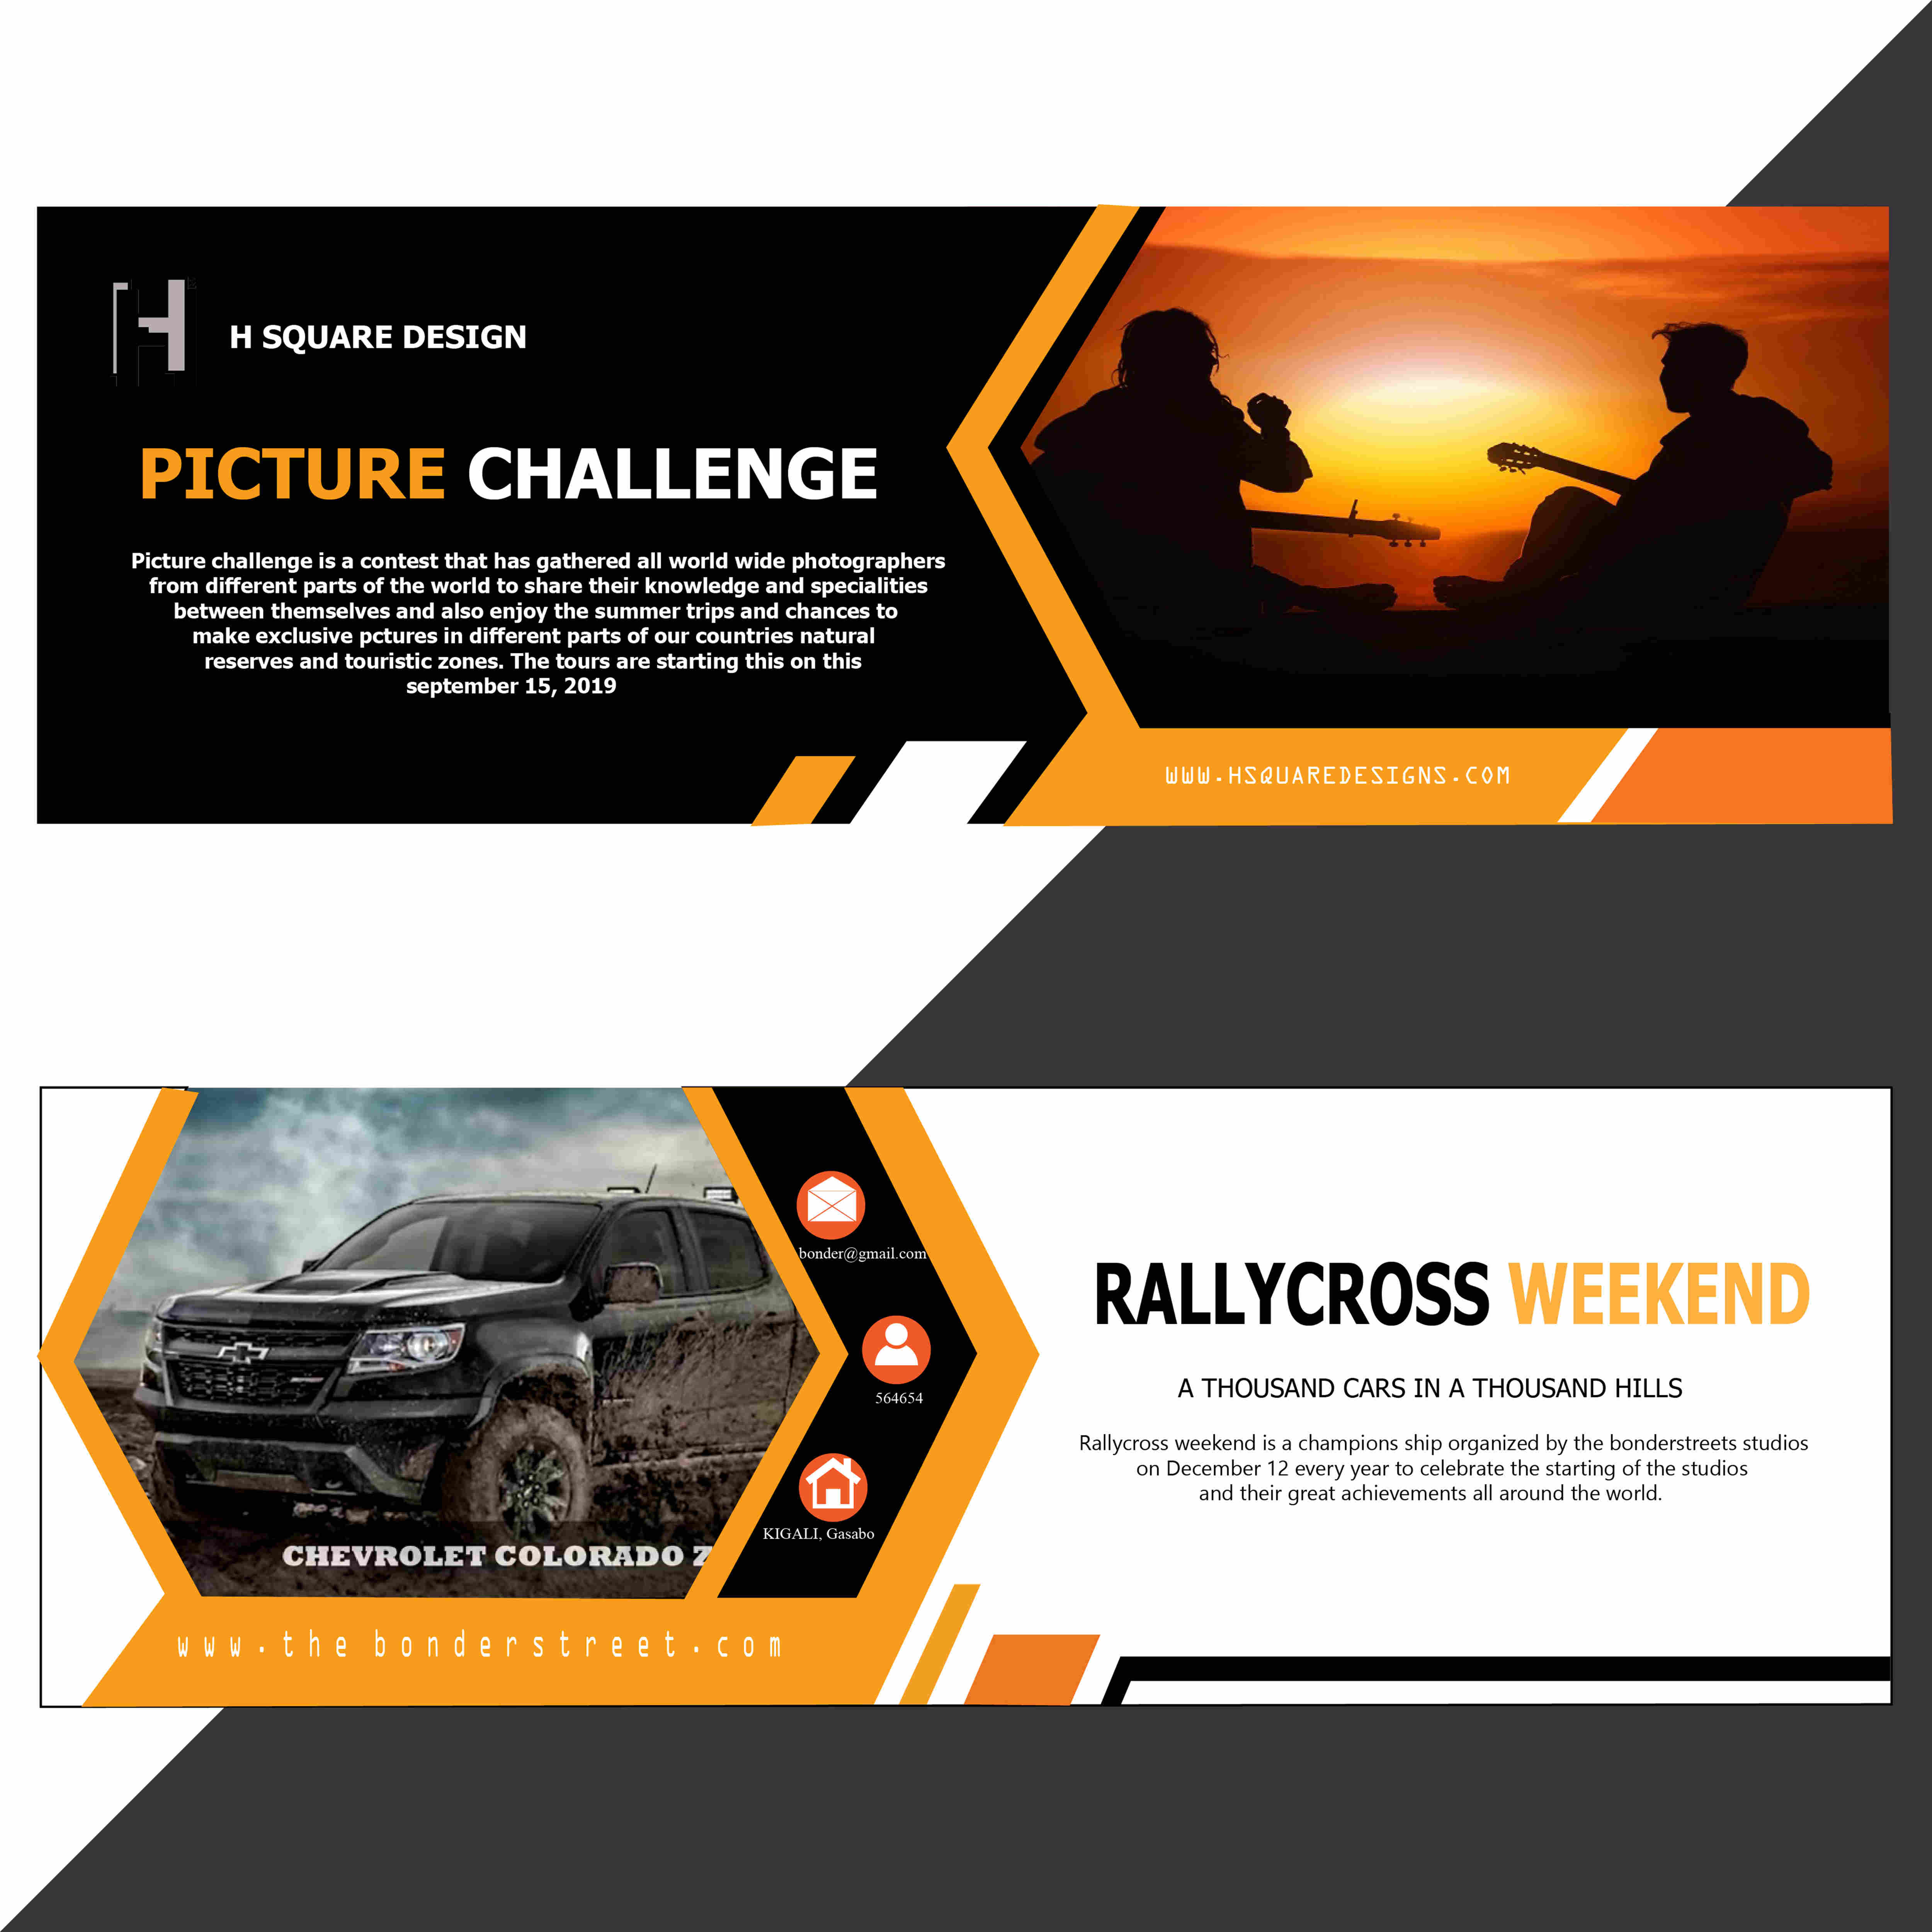 H
H SQUARE DESIGN
PICTURE CHALLENGE
Picture challenge is a contest that has gathered all world wide photographers
from different parts of the world to share their knowledge and specialities
between themselves and also enjoy the summer trips and chances to
make exclusive pctures in different parts of our countries natural
reserves and touristic zones. The tours are starting this on this
september 15, 2019
WWW.HSQUAREDESIGNS.COM
bonder@gmail.com
564654
KIGALI, Gasabo
CHEVROLET COLORADO Z
www.the bonderstreet.com
RALLYCROSS WEEKEND
A THOUSAND CARS IN A THOUSAND HILLS
Rallycross weekend is a champions ship organized by the bonderstreets studios
on December 12 every year to celebrate the starting of the studios
and their great achievements all around the world.